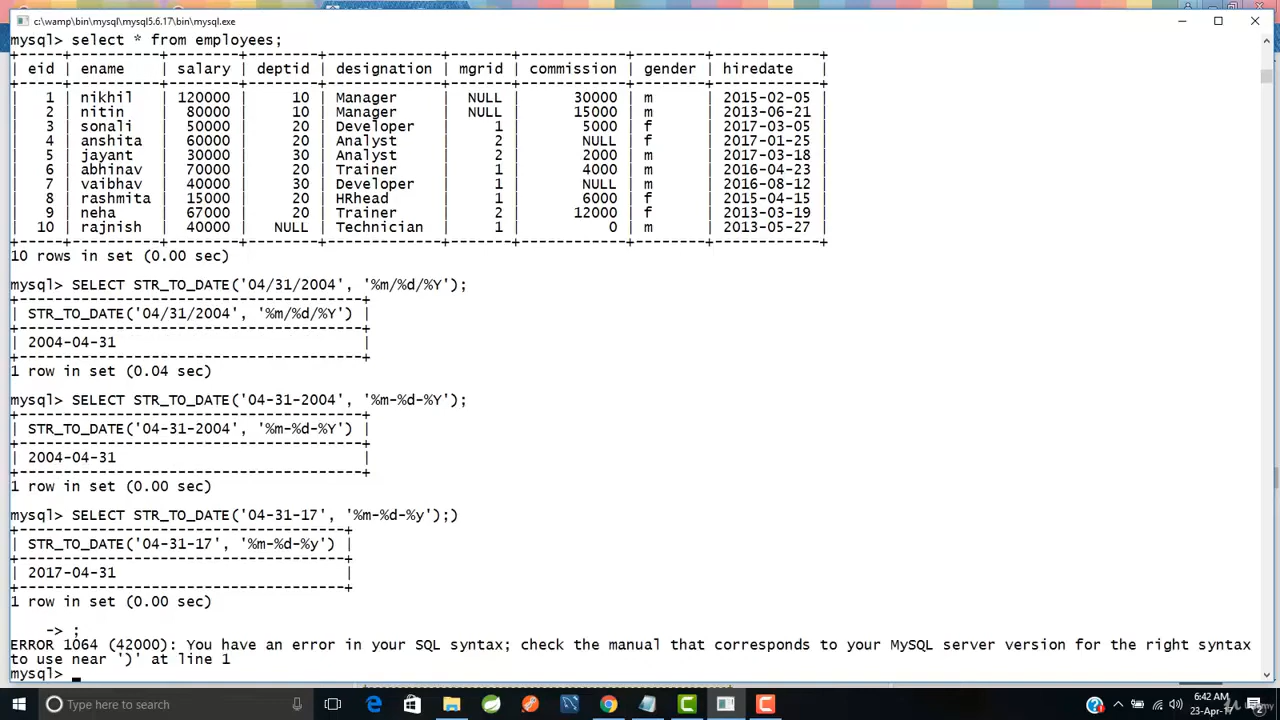 c:\wamp\bin\mysql\mysql5.6.17\bin\mysql.exe
mysql> select * from employees;
+------+----------+--------+--------+-------------+-------+------------+--------+------------+
| eid | ename | salary | deptid | designation | mgrid | commission | gender | hiredate |
| 1 | nikhil | 120000 | 10 | Manager | NULL | 30000 | m | 2015-02-05 |
| 2 | nitin | 80000 | 10 | Manager | NULL | 15000 | m | 2013-06-21 |
| 3 | sonali | 50000 | 20 | Developer | 1 | 5000 | f | 2017-03-05 |
| 4 | anshita | 60000 | 20 | Analyst | 2 | NULL | f | 2017-01-25 |
| 5 | jayant | 30000 | 30 | Analyst | 2 | 2000 | m | 2017-03-18 |
| 6 | abhinav | 70000 | 20 | Trainer | 1 | 4000 | m | 2016-04-23 |
| 7 | vaibhav | 40000 | 30 | Developer | 1 | NULL | m | 2016-08-12 |
| 8 | rashmita | 15000 | 20 | HRhead | 1 | 6000 | f | 2015-04-15 |
| 9 | neha | 67000 | 20 | Trainer | 2 | 12000 | f | 2013-03-19 |
| 10 | rajnish | 40000 | NULL | Technician | 1 | 0 | m | 2013-05-27 |
10 rows in set (0.00 sec)
mysql> SELECT STR_TO_DATE('04/31/2004', '%m/%d/%Y');
| STR_TO_DATE('04/31/2004', '%m/%d/%Y') |
| 2004-04-31 |
1 row in set (0.04 sec)
mysql> SELECT STR_TO_DATE('04-31-2004', '%m-%d-%Y');
| STR_TO_DATE('04-31-2004', '%m-%d-%Y') |
| 2004-04-31 |
1 row in set (0.00 sec)
mysql> SELECT STR_TO_DATE('04-31-17', '%m-%d-%y');)
| STR_TO_DATE('04-31-17', '%m-%d-%y') |
| 2017-04-31 |
1 row in set (0.00 sec)
-> ;
ERROR 1064 (42000): You have an error in your SQL syntax; check the manual that corresponds to your MySQL server version for the right syntax
to use near ')' at line 1
mysql>
Type here to search
6:42 AM
23-Apr-17